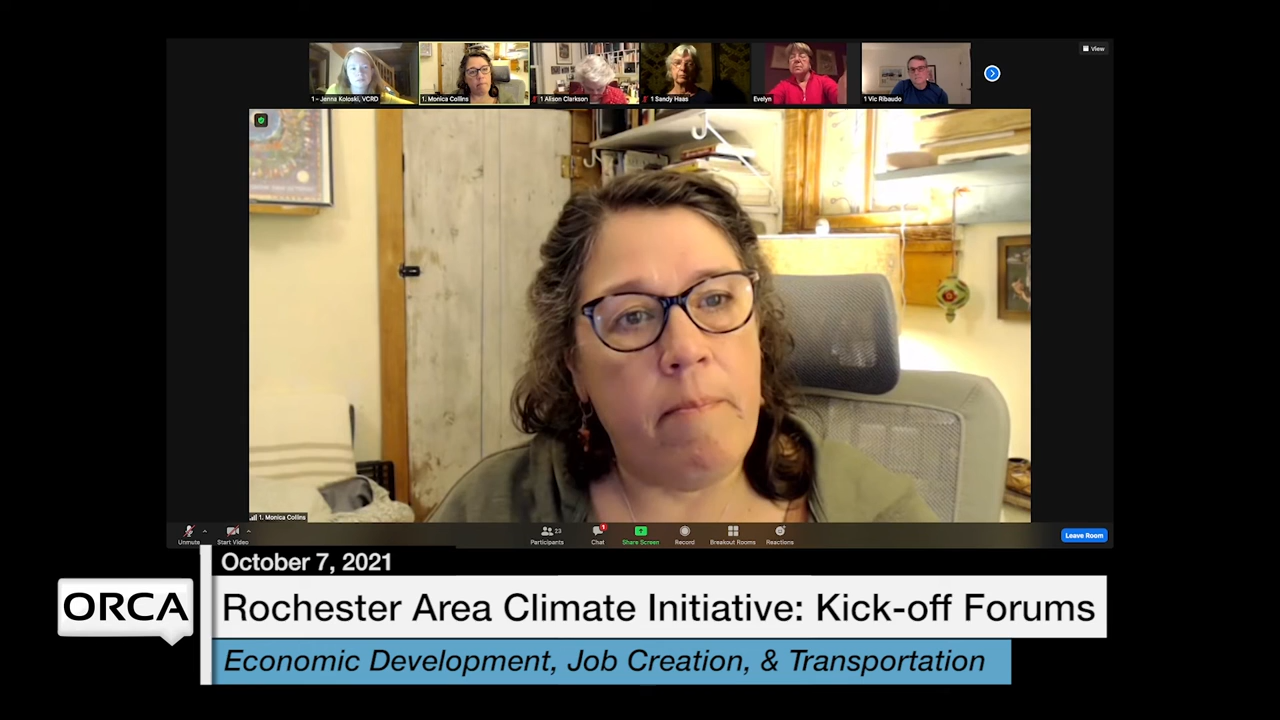 View
1 - Jenna Koloski, VCRD
1. Monica Collins
1 Alison Clarkson
1 Sandy Haas
Evelyn
1 Vic Ribaudo
1. Monica Collins
Unmute
Start Video
23
Participants
1
Chat
Share Screen
Record
Breakout Rooms
Reactions
Leave Room
October 7, 2021
ORCA
Rochester Area Climate Initiative: Kick-off Forums
Economic Development, Job Creation, & Transportation